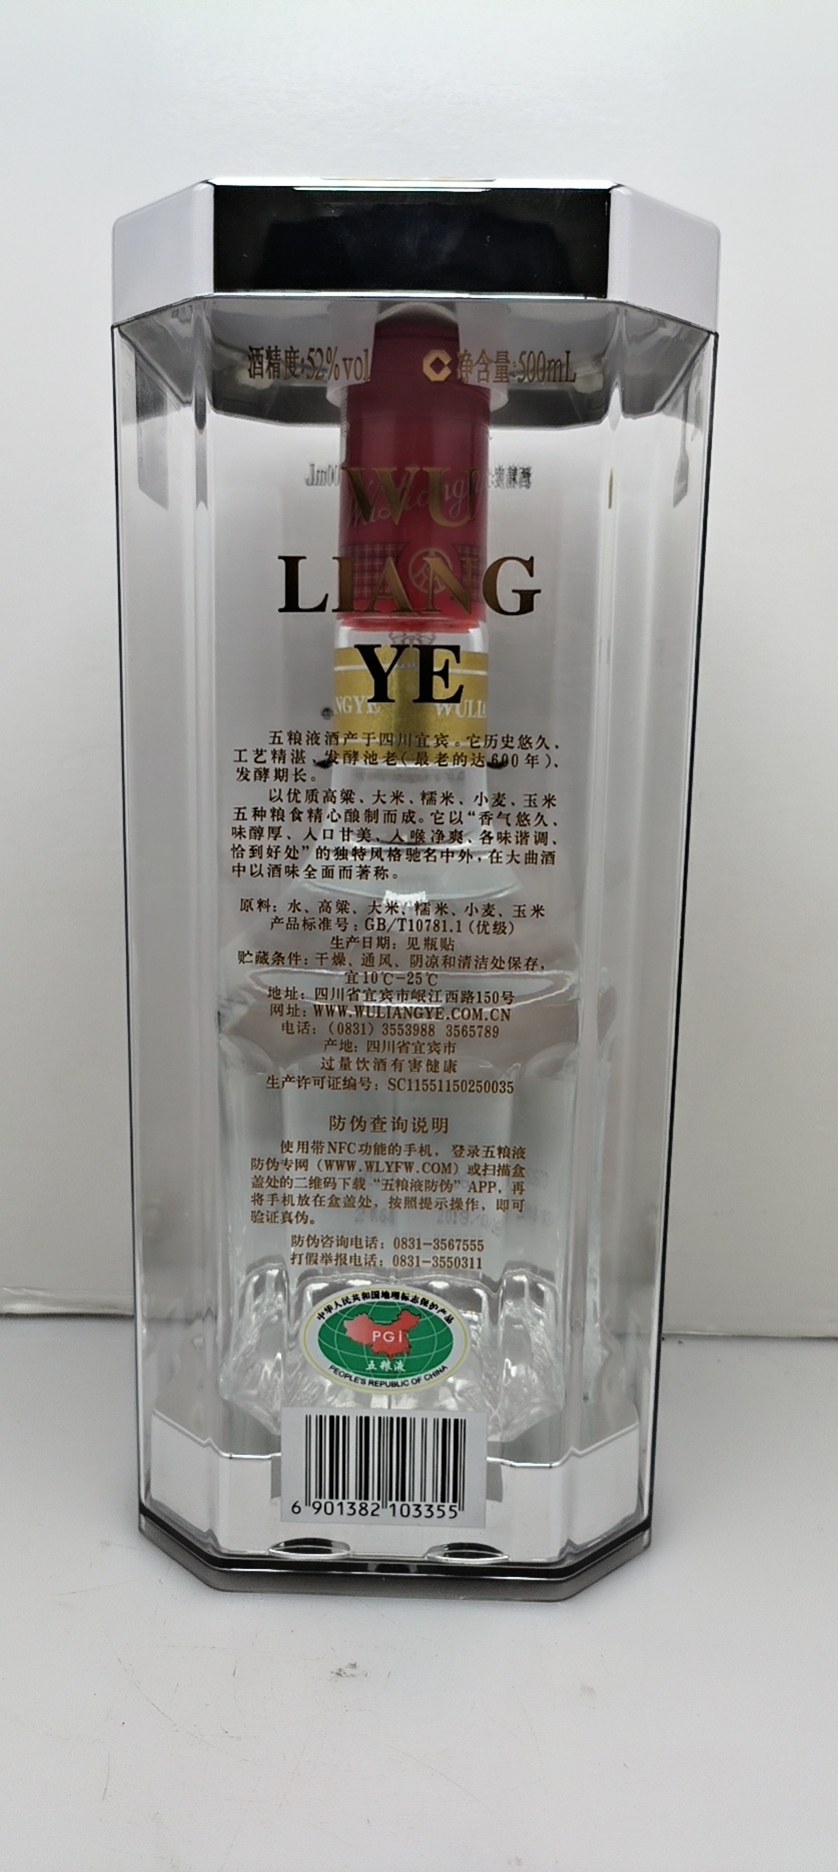 酒精度:52%vol 净含量:500mL
WU
LIANG
YE
NGYE WULIA
五粮液酒产于四川宜宾。它历史悠久、
工艺精湛、发酵池老(最老的达600年)、
发酵期长。
以优质高粱、大米、糯米、小麦、玉米
五种粮食精心酿制而成。它以“香气悠久、
味醇厚、入口甘美、入喉净爽、各味谐调、
恰到好处”的独特风格驰名中外,在大曲酒
中以酒味全面而著称。
原料: 水、高粱、大米、糯米、小麦、玉米
产品标准号: GB/T10781.1(优级)
生产日期: 见瓶贴
贮藏条件: 干燥、通风、阴凉和清洁处保存,
宜10℃-25℃
地址: 四川省宜宾市岷江西路150号
网址: WWW.WULIANGYE.COM.CN
电话: (0831) 3553988 3565789
产地: 四川省宜宾市
过量饮酒有害健康
生产许可证编号: SC11551150250035
防伪查询说明
使用带NFC功能的手机,登录五粮液
防伪专网(WWW.WLYFW.COM)或扫描盒
盖处的二维码下载“五粮液防伪”APP,再
将手机放在盒盖处,按照提示操作,即可
验证真伪。
防伪咨询电话: 0831-3567555
打假举报电话: 0831-3550311
中华人民共和国地理标志保护产品
PGI
五粮液
PEOPLE'S REPUBLIC OF CHINA
6 901382 103355